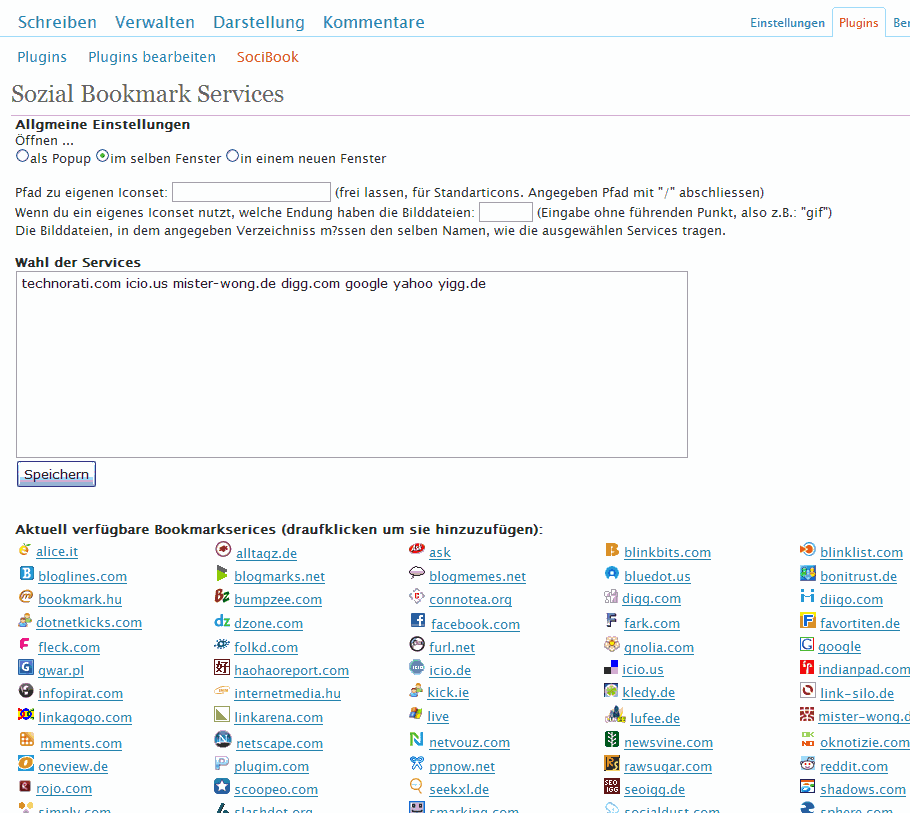 Schreiben Verwalten Darstellung Kommentare Einstellungen Plugins
Plugins Plugins bearbeiten SociBook
Sozial Bookmark Services
Allgmeine Einstellungen
Öffnen ...
als Popup im selben Fenster in einem neuen Fenster
Pfad zu eigenen Iconset: (frei lassen, für Standarticons. Angegeben Pfad mit "/" abschliessen)
Wenn du ein eigenes Iconset nutzt, welche Endung haben die Bilddateien: (Eingabe ohne führenden Punkt, also z.B.: "gif")
Die Bilddateien, in dem angegeben Verzeichniss m?ssen den selben Namen, wie die ausgewählen Services tragen.
Wahl der Services
technorati.com icio.us mister-wong.de digg.com google yahoo yigg.de
Speichern
Aktuell verfügbare Bookmarkserices (draufklicken um sie hinzuzufügen):
alice.it alltagz.de ask blinkbits.com blinklist.com
bloglines.com blogmarks.net blogmemes.net bluedot.us bonitrust.de
bookmark.hu bumpzee.com connotea.org digg.com diigo.com
dotnetkicks.com dzone.com facebook.com fark.com favortiten.de
fleck.com folkd.com furl.net gnolia.com google
gwar.pl haohaoreport.com icio.de icio.us indianpad.com
infopirat.com internetmedia.hu kick.ie kledy.de link-silo.de
linkagogo.com linkarena.com live lufee.de mister-wong.d
mments.com netscape.com netvouz.com newsvine.com oknotizie.com
oneview.de plugim.com ppnow.net rawsugar.com reddit.com
rojo.com scoopeo.com seekxl.de seoigg.de shadows.com
simpy.com slashdot.org smarking.com socialdust.com sphere.com